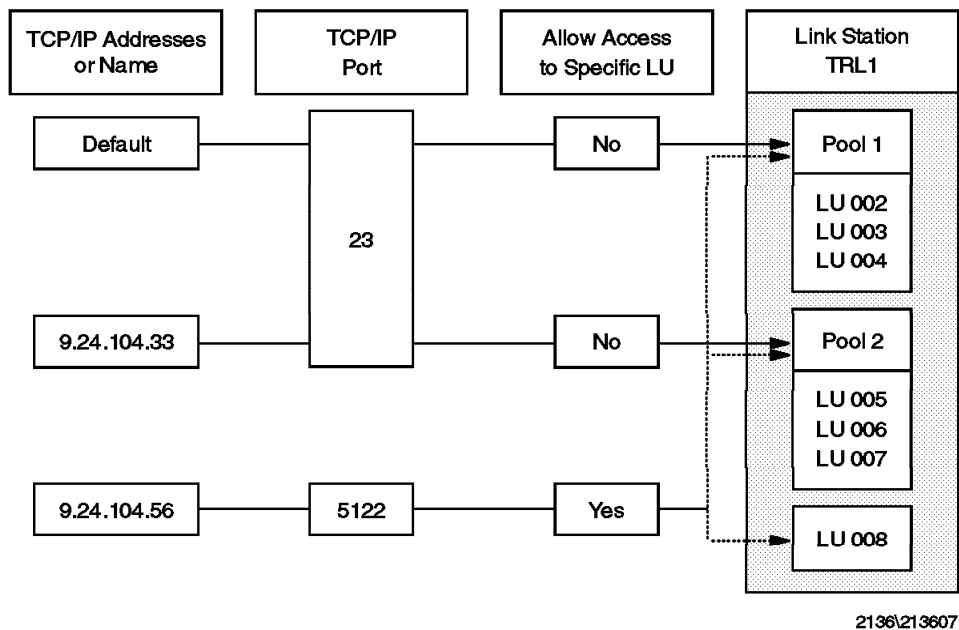 TCP/IP Addresses
or Name
TCP/IP
Port
Allow Access
to Specific LU
Link Station
TRL1
Default
23
No
Pool 1
LU 002
LU 003
LU 004
9.24.104.33
No
Pool 2
LU 005
LU 006
LU 007
9.24.104.56
5122
Yes
LU 008
2136\213607